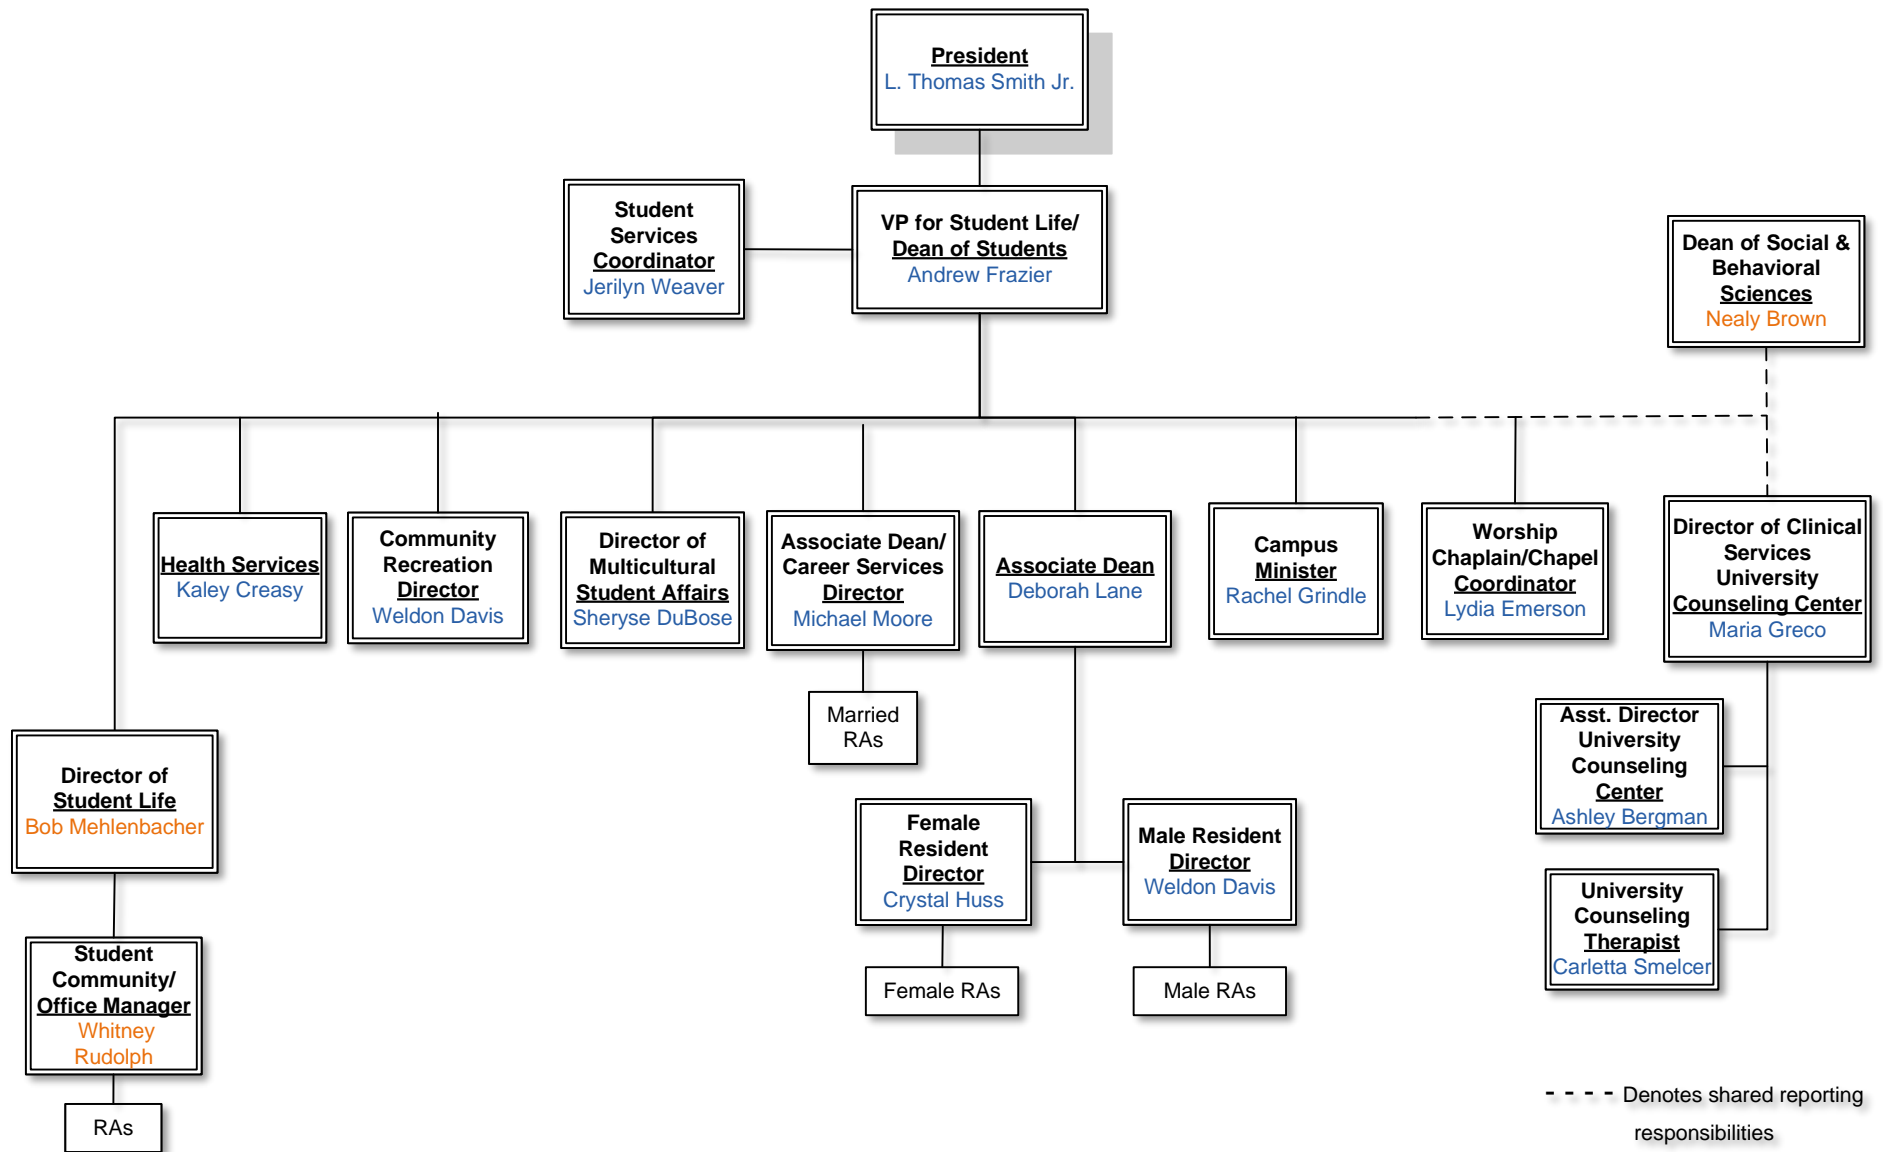 President
L. Thomas Smith Jr.
Student
Services
Coordinator
Jerilyn Weaver
VP for Student Life/
Dean of Students
Andrew Frazier
Dean of Social &
Behavioral
Sciences
Nealy Brown
Health Services
Kaley Creasy
Community
Recreation
Director
Weldon Davis
Director of
Multicultural
Student Affairs
Sheryse DuBose
Associate Dean/
Career Services
Director
Michael Moore
Associate Dean
Deborah Lane
Campus
Minister
Rachel Grindle
Worship
Chaplain/Chapel
Coordinator
Lydia Emerson
Director of Clinical
Services
University
Counseling Center
Maria Greco
Married
RAs
Asst. Director
University
Counseling
Center
Ashley Bergman
Director of
Student Life
Bob Mehlenbacher
Female
Resident
Director
Crystal Huss
Male Resident
Director
Weldon Davis
University
Counseling
Therapist
Carletta Smelcer
Student
Community/
Office Manager
Whitney
Rudolph
Female RAs
Male RAs
RAs
- - - - Denotes shared reporting
responsibilities